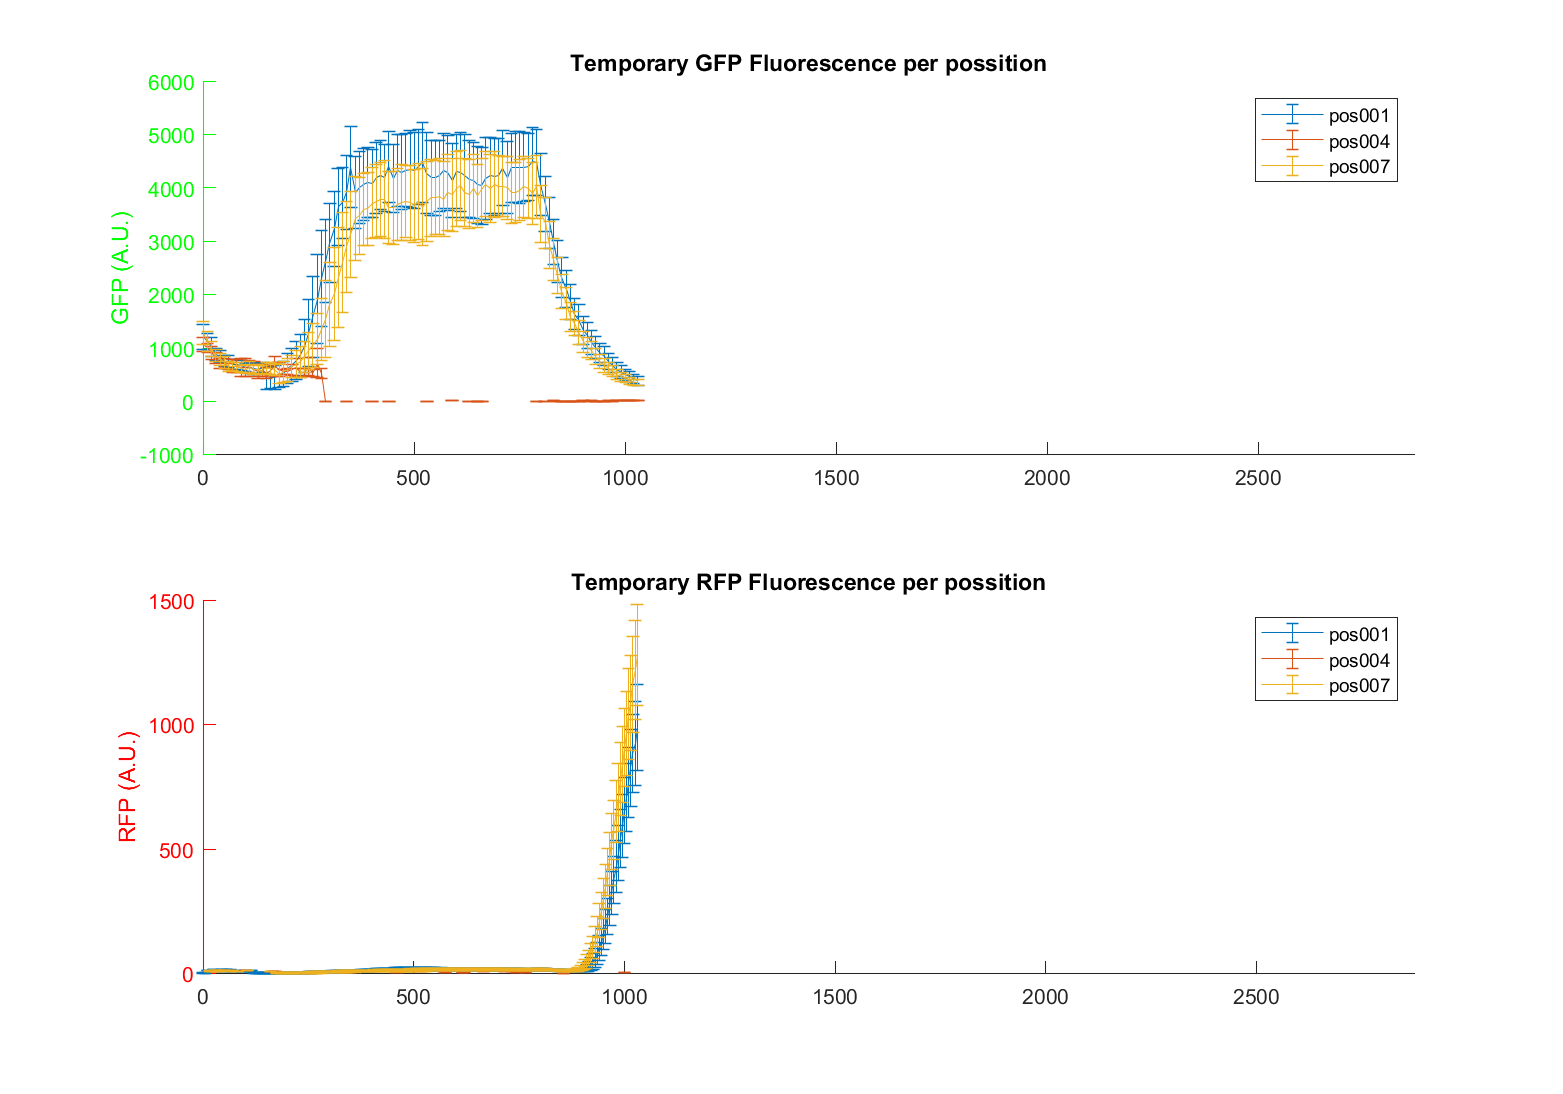 Temporary GFP Fluorescence per possition
6000
5000
4000
3000
2000
1000
0
-1000
GFP (A.U.)
0 500 1000 1500 2000 2500
pos001
pos004
pos007
Temporary RFP Fluorescence per possition
1500
1000
500
0
RFP (A.U.)
0 500 1000 1500 2000 2500
pos001
pos004
pos007